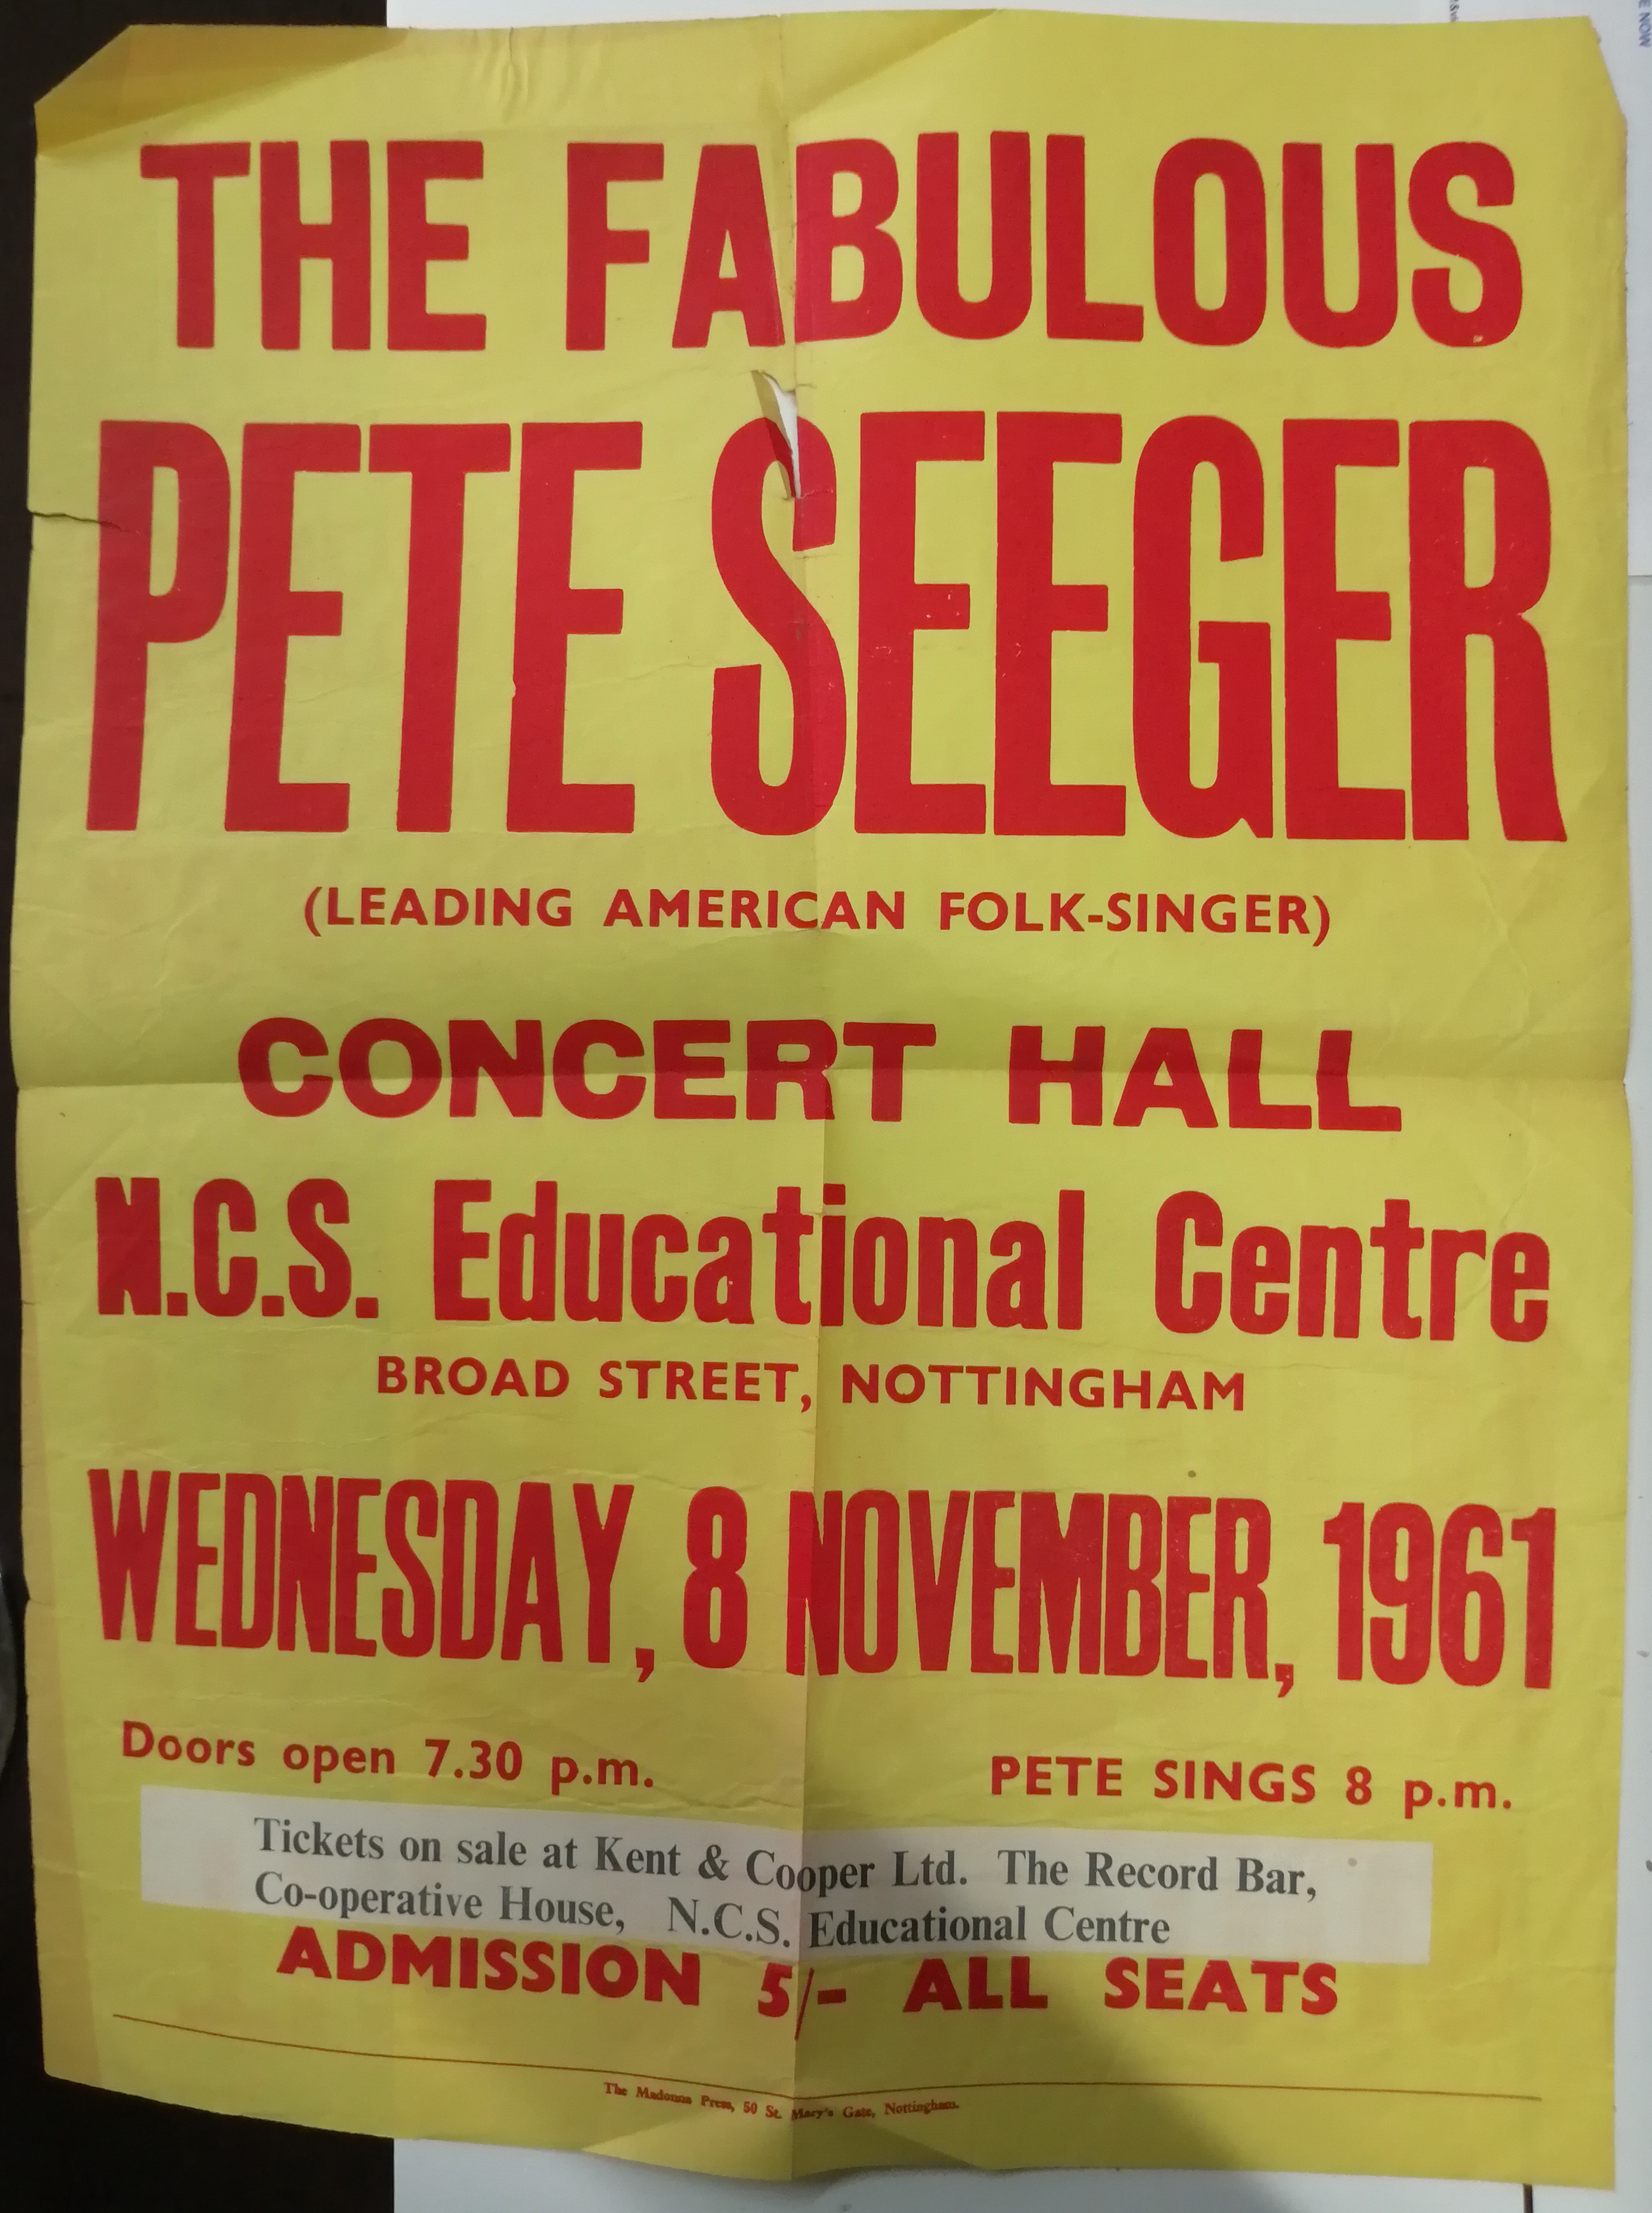 THE FABULOUS
PETE SEEGER
(LEADING AMERICAN FOLK-SINGER)
CONCERT HALL
N.C.S. Educational Centre
BROAD STREET, NOTTINGHAM
WEDNESDAY, 8 NOVEMBER, 1961
Doors open 7.30 p.m. PETE SINGS 8 p.m.
Tickets on sale at Kent & Cooper Ltd. The Record Bar,
Co-operative House, N.C.S. Educational Centre
ADMISSION 5/- ALL SEATS
The Madonna Press, 50 St. Mary's Gate, Nottingham.